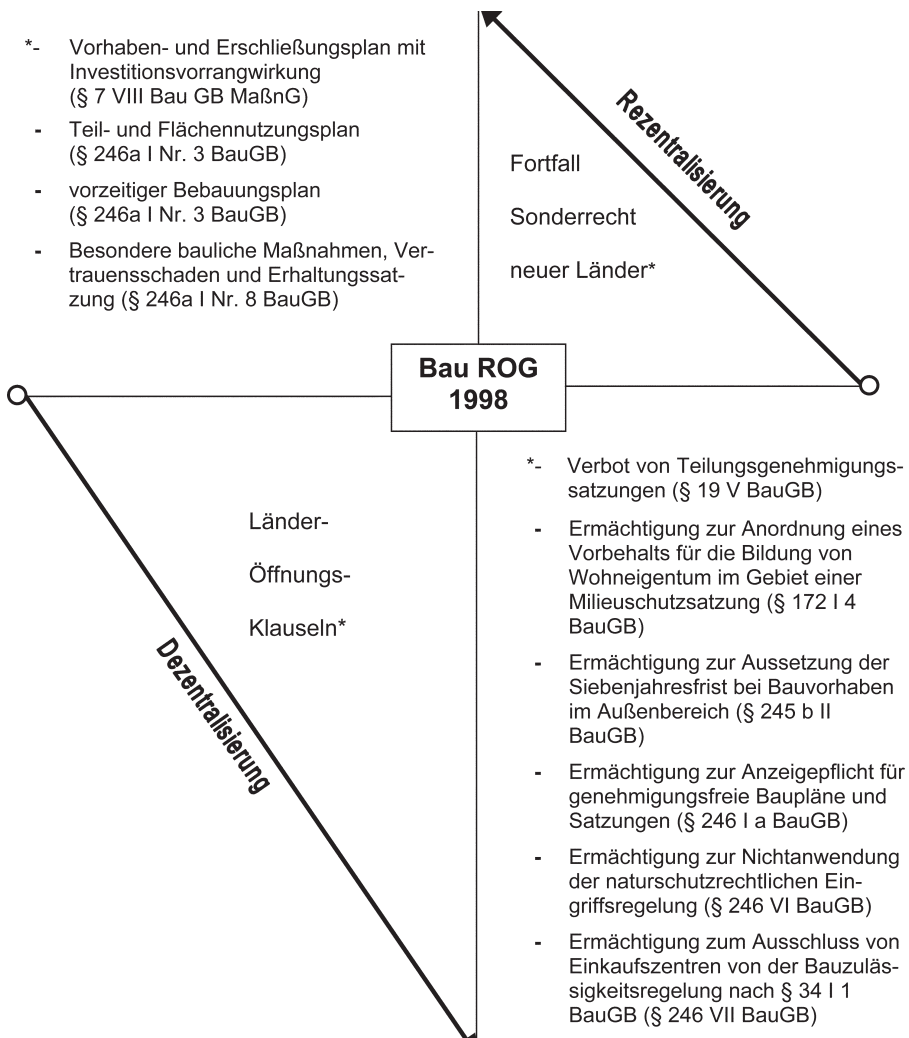 *- Vorhaben- und Erschließungsplan mit
Investitionsvorrangwirkung
(§ 7 VIII Bau GB MaßnG)
- Teil- und Flächennutzungsplan
(§ 246a I Nr. 3 BauGB)
- vorzeitiger Bebauungsplan
(§ 246a I Nr. 3 BauGB)
- Besondere bauliche Maßnahmen, Ver-
trauensschaden und Erhaltungssat-
zung (§ 246a I Nr. 8 BauGB)
Fortfall
Sonderrecht
neuer Länder*
Rezentralisierung
Bau ROG
1998
Länder-
Öffnungs-
Klauseln*
Dezentralisierung
*- Verbot von Teilungsgenehmigungs-
satzungen (§ 19 V BauGB)
- Ermächtigung zur Anordnung eines
Vorbehalts für die Bildung von
Wohneigentum im Gebiet einer
Milieuschutzsatzung (§ 172 I 4
BauGB)
- Ermächtigung zur Aussetzung der
Siebenjahresfrist bei Bauvorhaben
im Außenbereich (§ 245 b II
BauGB)
- Ermächtigung zur Anzeigepflicht für
genehmigungsfreie Baupläne und
Satzungen (§ 246 I a BauGB)
- Ermächtigung zur Nichtanwendung
der naturschutzrechtlichen Ein-
griffsregelung (§ 246 VI BauGB)
- Ermächtigung zum Ausschluss von
Einkaufszentren von der Bauzuläs-
sigkeitsregelung nach § 34 I 1
BauGB (§ 246 VII BauGB)